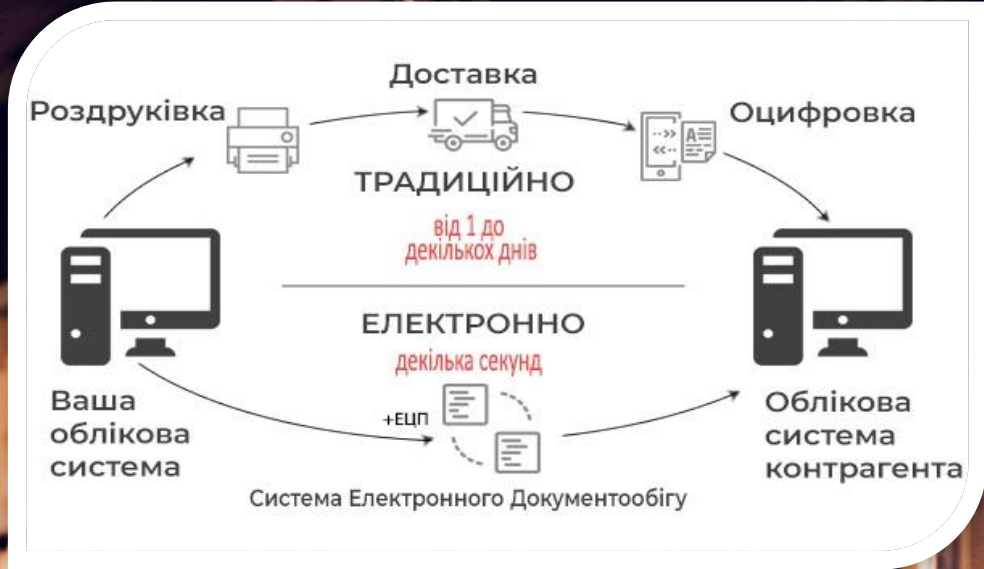 Доставка
Роздруківка
Оцифровка
ТРАДИЦІЙНО
від 1 до
декількох днів
ЕЛЕКТРОННО
декілька секунд
Ваша
облікова
система
+ЕЦП
Облікова
система
контрагента
Система Електронного Документообігу